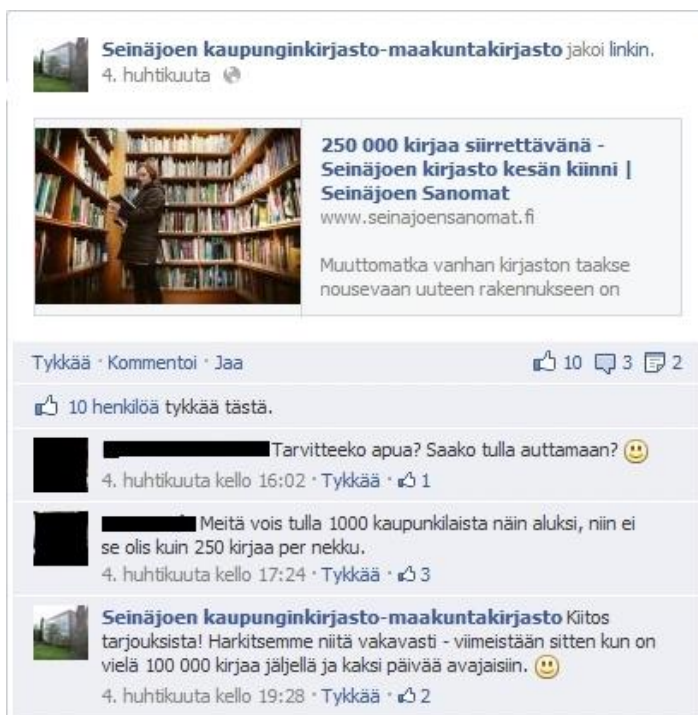 Seinäjoen kaupunginkirjasto-maakuntakirjasto jakoi linkin.
4. huhtikuuta
250 000 kirjaa siirrettävänä -
Seinäjoen kirjasto kesän kiinni |
Seinäjoen Sanomat
www.seinajoensanomat.fi
Muuttomatka vanhan kirjaston taakse
nousevaan uuteen rakennukseen on
Tykkää · Kommentoi · Jaa 10 3 2
10 henkilöä tykkää tästä.
Tarvitteeko apua? Saako tulla auttamaan?
4. huhtikuuta kello 16:02 · Tykkää · 1
Meitä vois tulla 1000 kaupunkilaista näin aluksi, niin ei
se olis kuin 250 kirjaa per nekku.
4. huhtikuuta kello 17:24 · Tykkää · 3
Seinäjoen kaupunginkirjasto-maakuntakirjasto Kiitos
tarjouksista! Harkitsemme niitä vakavasti - viimeistään sitten kun on
vielä 100 000 kirjaa jäljellä ja kaksi päivää avajaisiin.
4. huhtikuuta kello 19:28 · Tykkää · 2